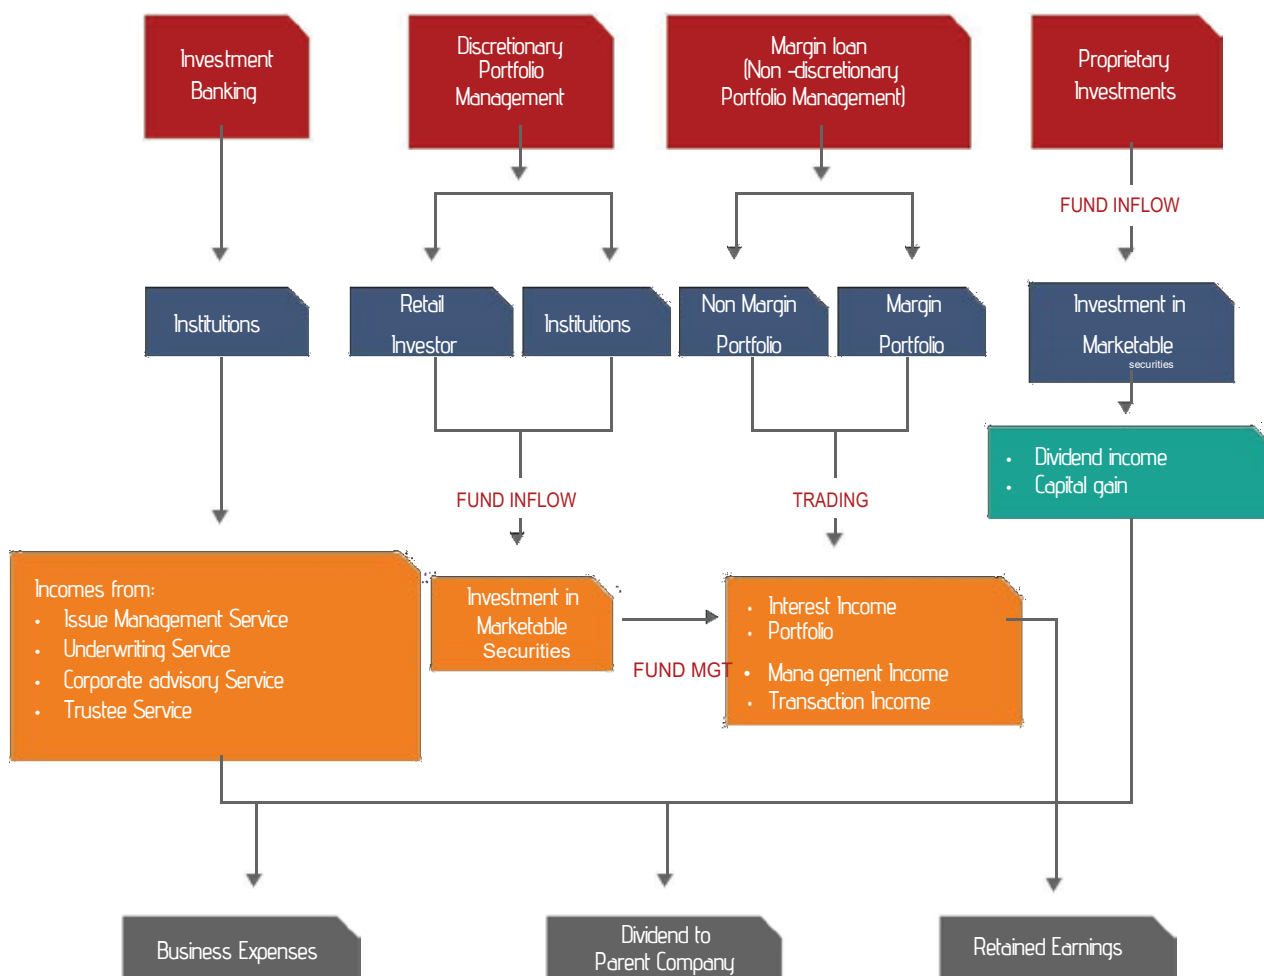 Investment
Banking
Discretionary
Portfolio
Management
Margin loan
(Non -discretionary
Portfolio Management)
Proprietary
Investments
FUND INFLOW
Institutions
Retail
Investor
Institutions
Non Margin
Portfolio
Margin
Portfolio
Investment in
Marketable
securities
• Dividend income
• Capital gain
FUND INFLOW
TRADING
Incomes from:
• Issue Management Service
• Underwriting Service
• Corporate advisory Service
• Trustee Service
Investment in
Marketable
Securities
FUND MGT
• Interest Income
• Portfolio
• Mana gement Income
• Transaction Income
Business Expenses
Dividend to
Parent Company
Retained Earnings